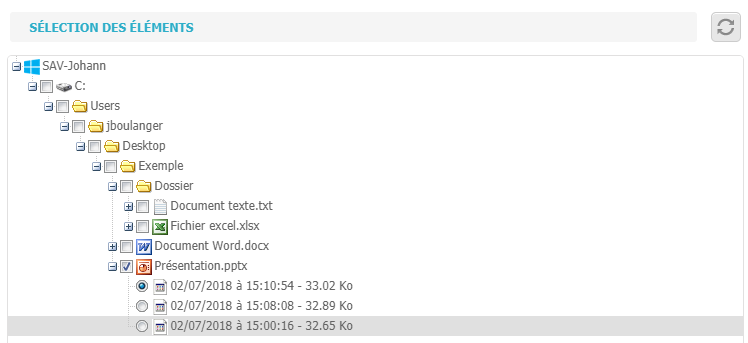 SÉLECTION DES ÉLÉMENTS
SAV-Johann
C:
Users
jboulanger
Desktop
Exemple
Dossier
Document texte.txt
Fichier excel.xlsx
Document Word.docx
Présentation.pptx
02/07/2018 à 15:10:54 - 33.02 Ko
02/07/2018 à 15:08:08 - 32.89 Ko
02/07/2018 à 15:00:16 - 32.65 Ko